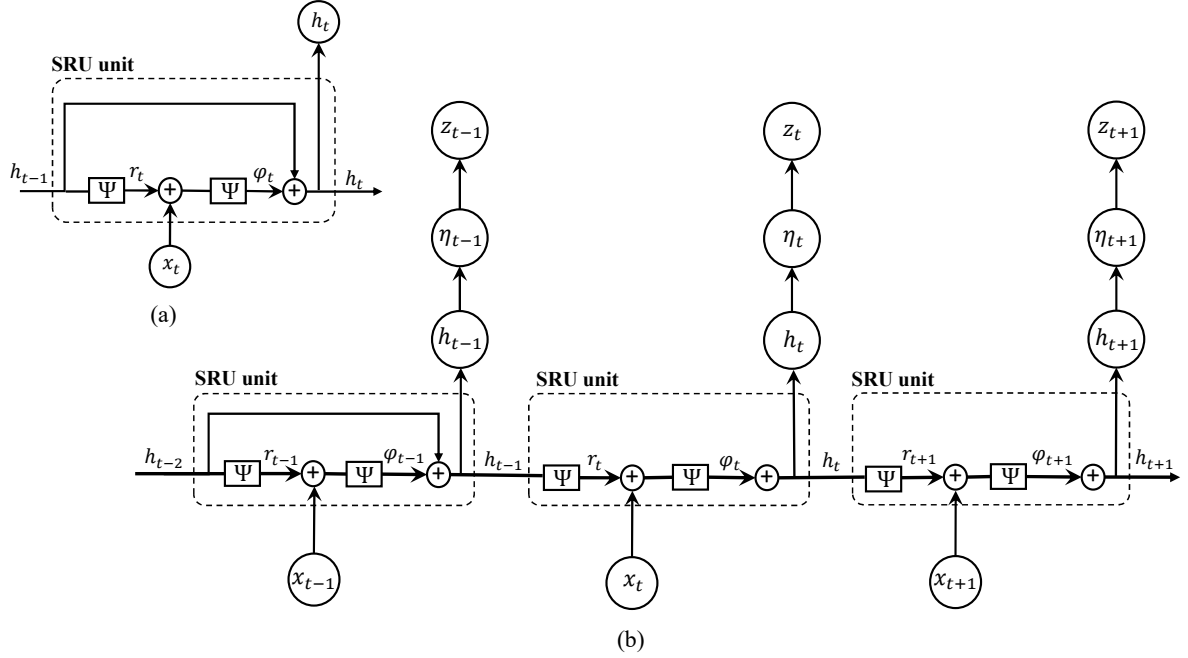 h_t
SRU unit
h_{t−1} Ψ r_t + Ψ φ_t + h_t
x_t
(a)
z_{t−1} z_t z_{t+1}
η_{t−1} η_t η_{t+1}
h_{t−1} h_t h_{t+1}
SRU unit SRU unit SRU unit
h_{t−2} Ψ r_{t−1} + Ψ φ_{t−1} + h_{t−1} Ψ r_t + Ψ φ_t + h_t Ψ r_{t+1} + Ψ φ_{t+1} + h_{t+1}
x_{t−1} x_t x_{t+1}
(b)